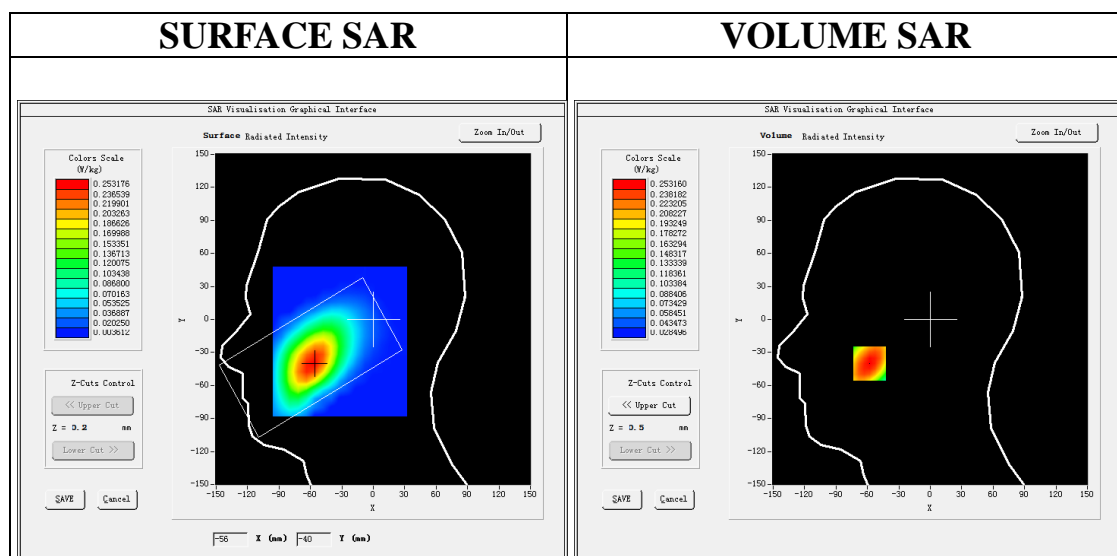 SURFACE SAR
VOLUME SAR
SAR Visualisation Graphical Interface
Surface Radiated Intensity
Zoom In/Out
Colors Scale
(W/kg)
0.253176
0.236539
0.219901
0.203263
0.186626
0.169988
0.153351
0.136713
0.120075
0.103438
0.086800
0.070163
0.053525
0.036887
0.020250
0.003612
Z-Cuts Control
<< Upper Cut
Z = 0.2 mm
Lower Cut >>
SAVE Cancel
150
120
90
60
30
0
-30
-60
-90
-120
-150
Y
-150 -120 -90 -60 -30 0 30 60 90 120 150
X
-56 X (mm) -40 Y (mm)
SAR Visualisation Graphical Interface
Volume Radiated Intensity
Zoom In/Out
Colors Scale
(W/kg)
0.253160
0.238182
0.223205
0.208227
0.193249
0.178272
0.163294
0.148317
0.133339
0.118361
0.103384
0.088406
0.073429
0.058451
0.043473
0.028496
Z-Cuts Control
<< Upper Cut
Z = 0.5 mm
Lower Cut >>
SAVE Cancel
150
120
90
60
30
0
-30
-60
-90
-120
-150
Y
-150 -120 -90 -60 -30 0 30 60 90 120 150
X